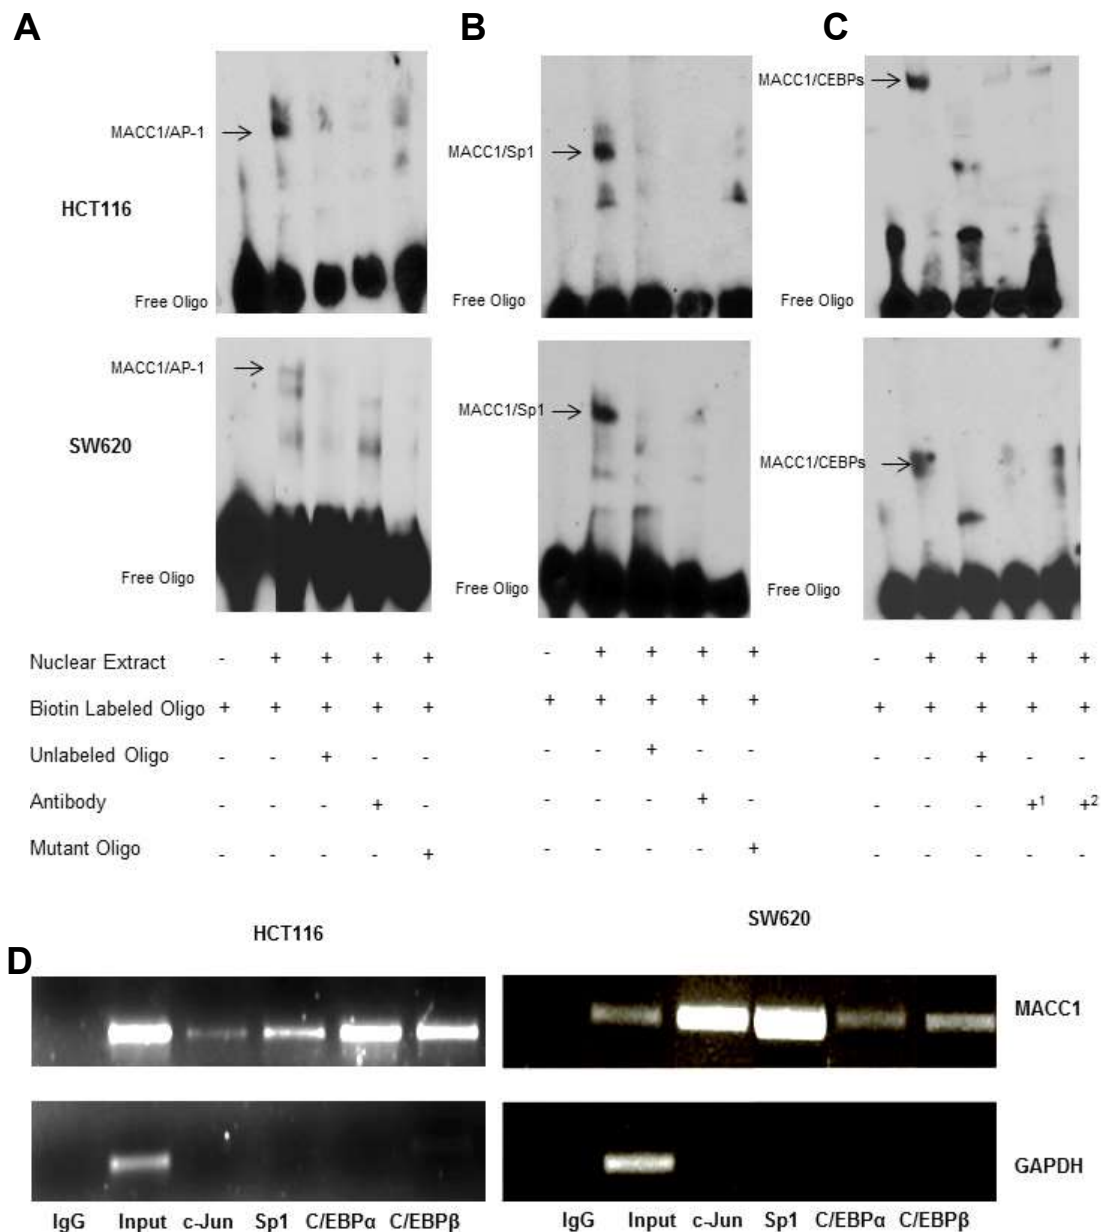 A B C
MACC1/AP-1
HCT116
Free Oligo
MACC1/AP-1
SW620
Free Oligo
MACC1/Sp1
Free Oligo
MACC1/Sp1
Free Oligo
MACC1/CEBPs
Free Oligo
MACC1/CEBPs
Free Oligo
Nuclear Extract - + + + + - + + + + - + + + +
Biotin Labeled Oligo + + + + + + + + + + + + + + +
Unlabeled Oligo - - + - - - - + - - - - + - -
Antibody - - - + - - - - + - - - - +1 +2
Mutant Oligo - - - - + - - - - + - - - - -
HCT116 SW620
D
MACC1
GAPDH
IgG Input c-Jun Sp1 C/EBPα C/EBPβ IgG Input c-Jun Sp1 C/EBPα C/EBPβ